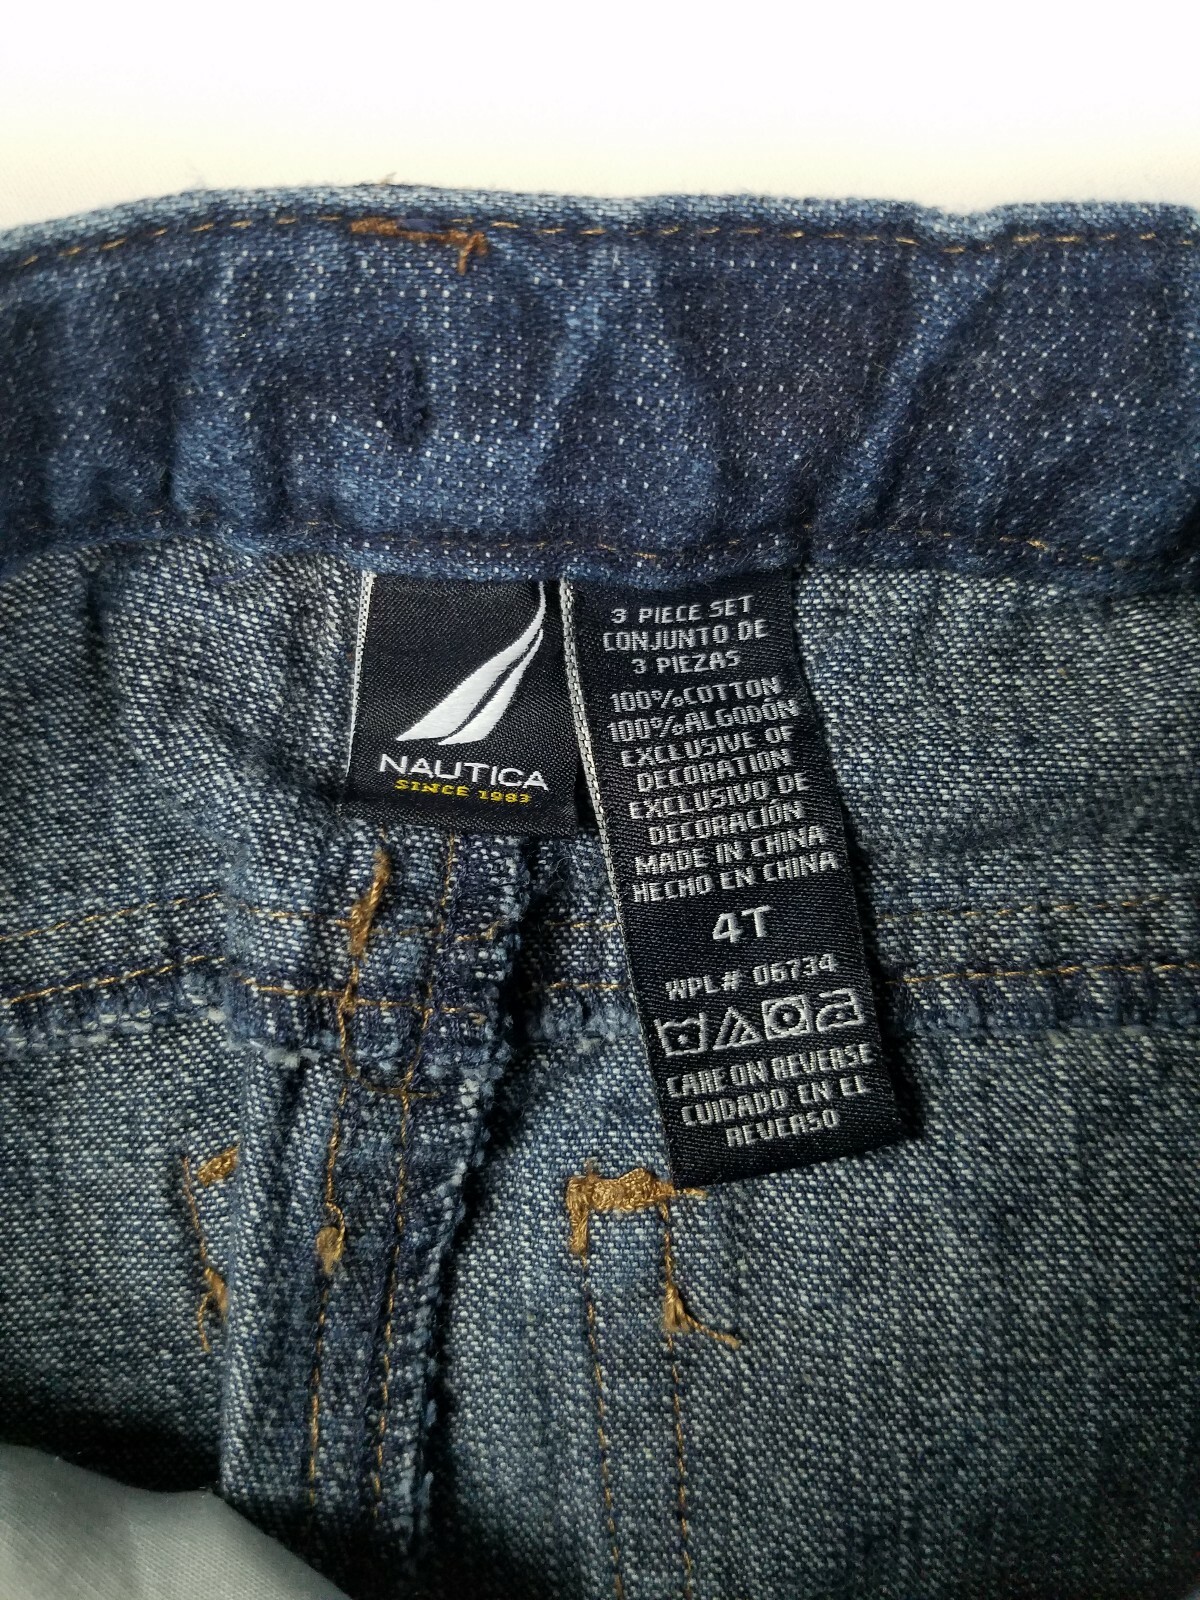 NAUTICA
SINCE 1983
3 PIECE SET
CONJUNTO DE
3 PIEZAS
100%COTTON
100%ALGODÓN
EXCLUSIVE OF
DECORATION
EXCLUSIVO DE
DECORACIÓN
MADE IN CHINA
HECHO EN CHINA
4T
WPL# 06734
CARE ON REVERSE
CUIDADO EN EL
REVERSO